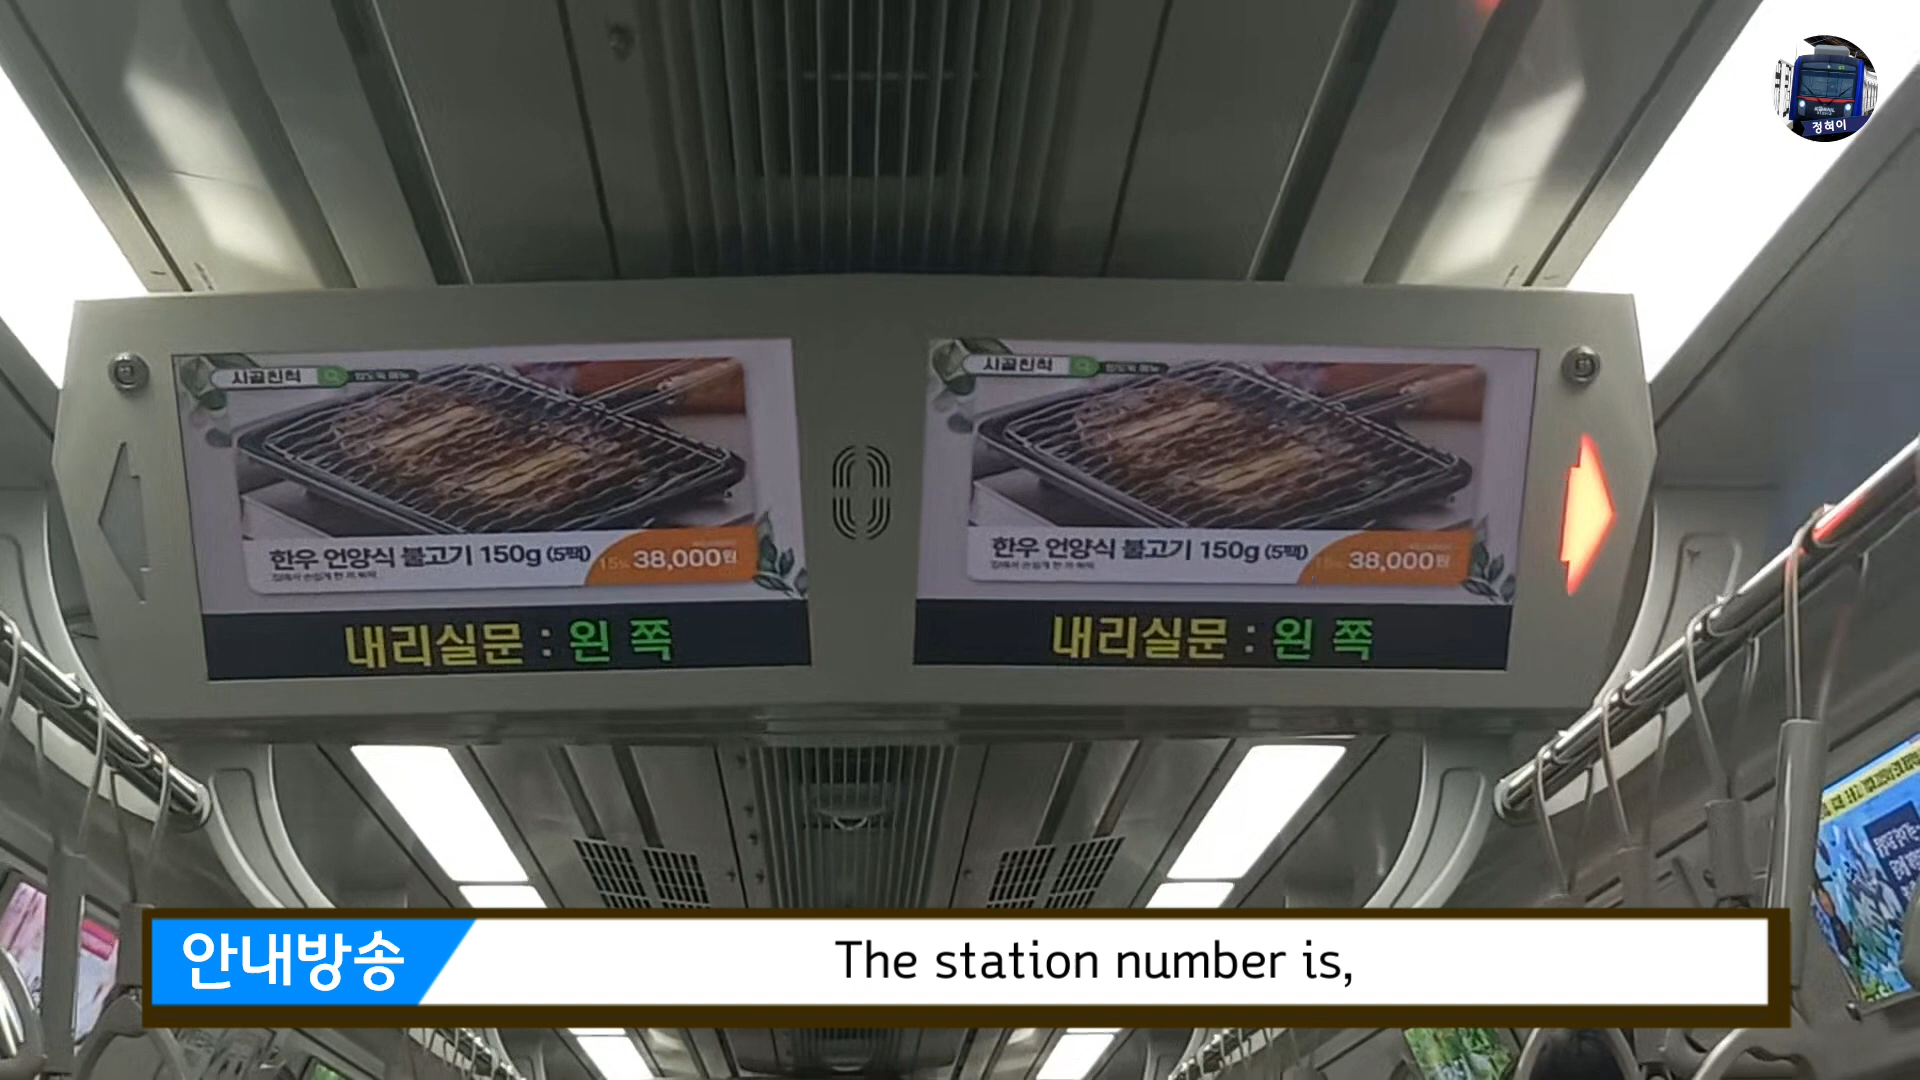 정혀이
시골친척
한우 언양식 불고기 150g (5팩)
15% 38,000원
내리실문 : 왼 쪽
시골친척
한우 언양식 불고기 150g (5팩)
15% 38,000원
내리실문 : 왼 쪽
안내방송
The station number is,